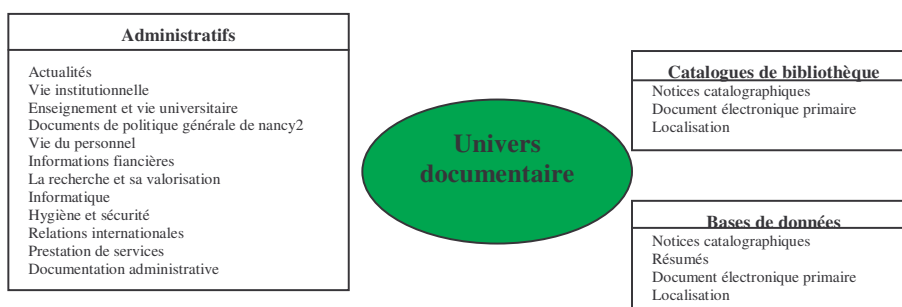 Administratifs
Actualités
Vie institutionnelle
Enseignement et vie universitaire
Documents de politique générale de nancy2
Vie du personnel
Informations fiancières
La recherche et sa valorisation
Informatique
Hygiène et sécurité
Relations internationales
Prestation de services
Documentation administrative
Univers
documentaire
Catalogues de bibliothèque
Notices catalographiques
Document électronique primaire
Localisation
Bases de données
Notices catalographiques
Résumés
Document électronique primaire
Localisation